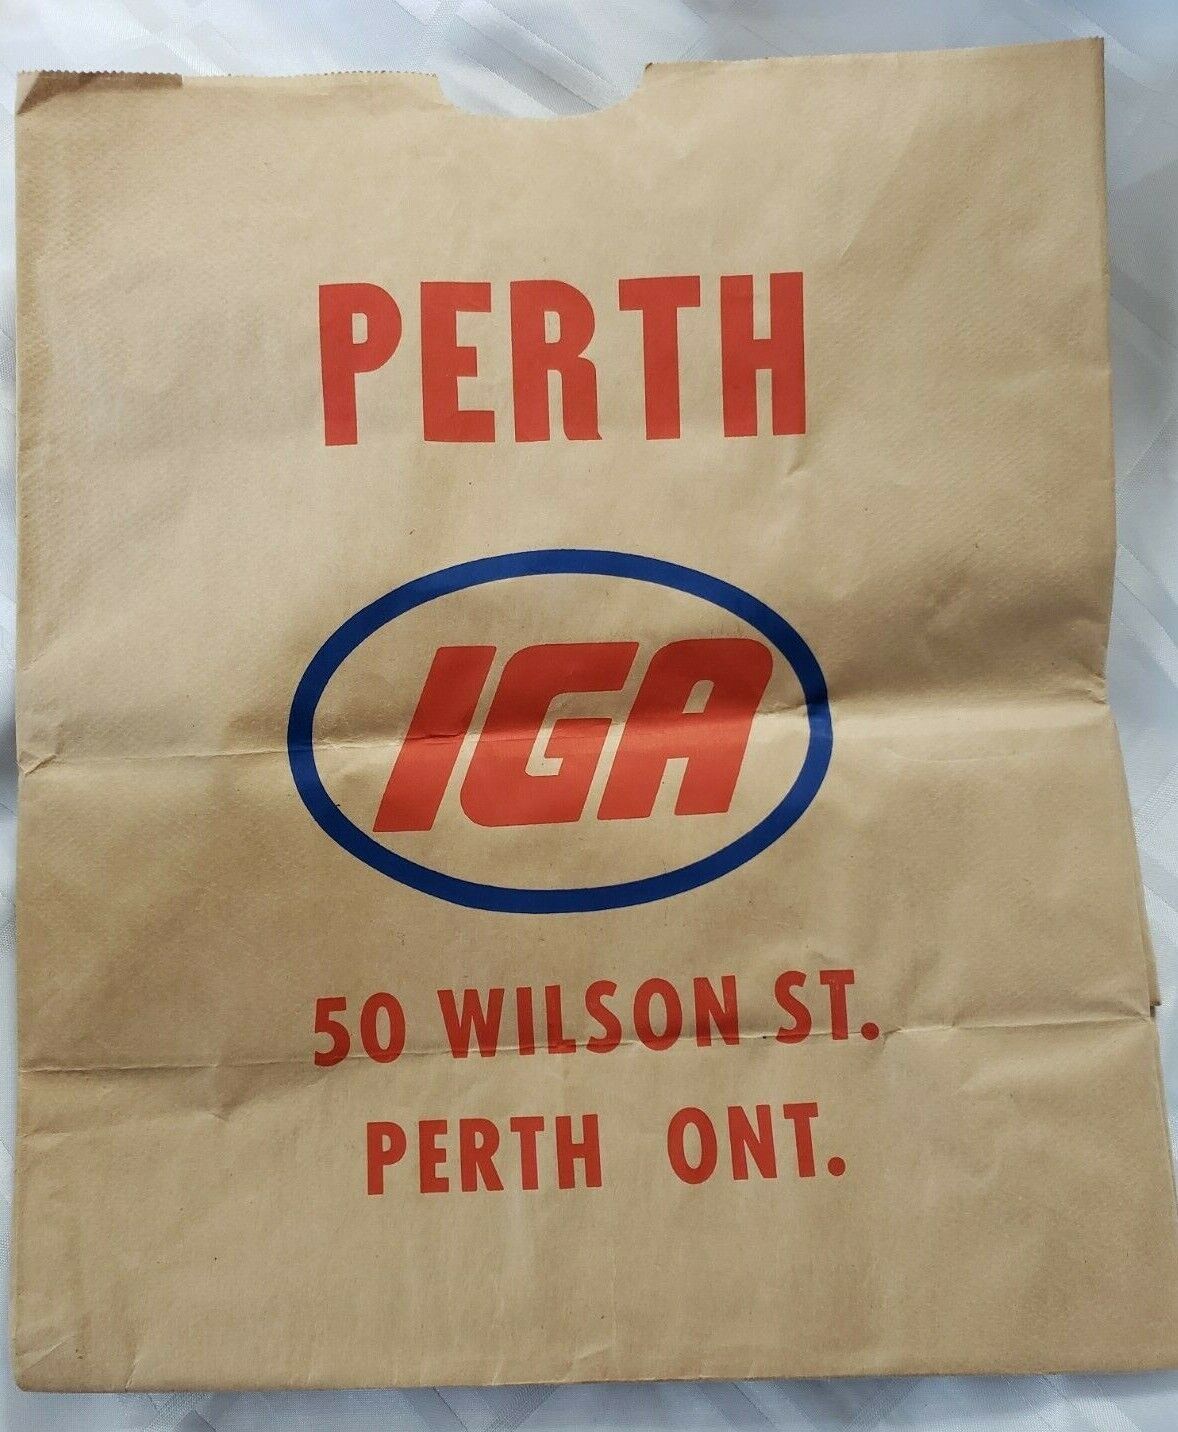 PERTH
IGA
50 WILSON ST.
PERTH ONT.